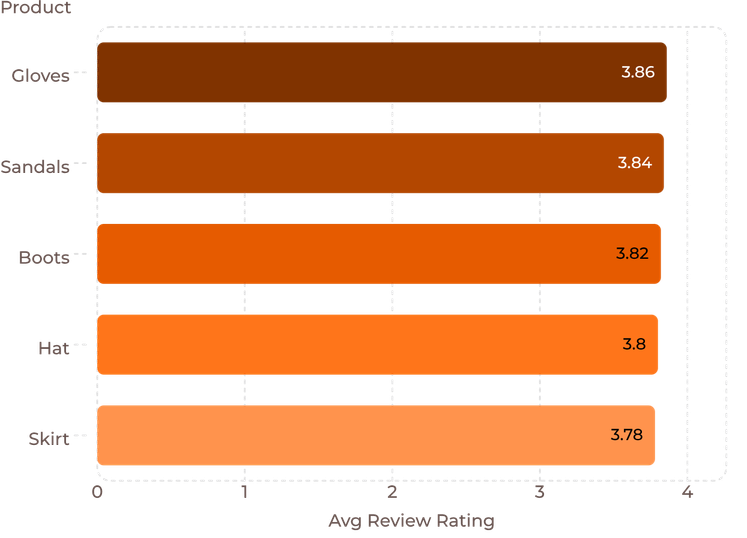 Product
Gloves 3.86
Sandals 3.84
Boots 3.82
Hat 3.8
Skirt 3.78
0 1 2 3 4
Avg Review Rating